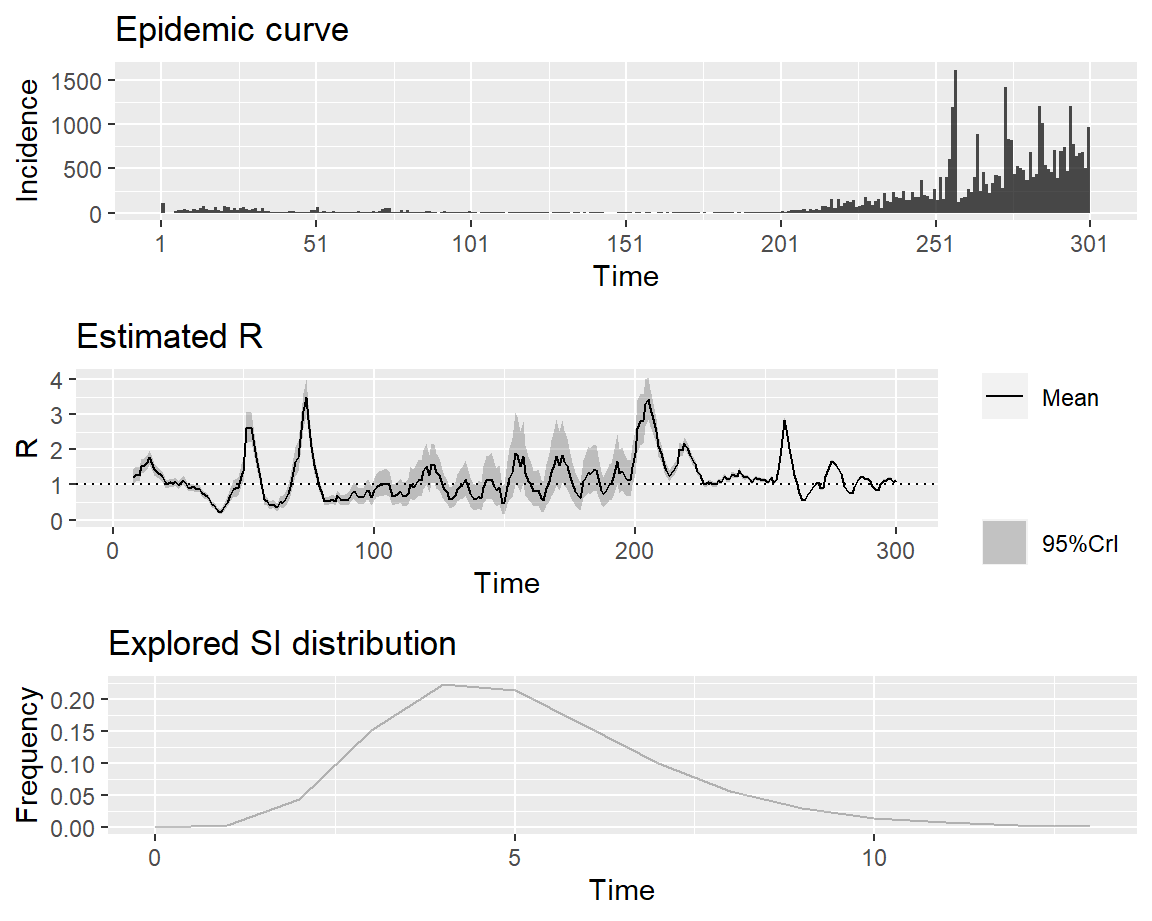 Epidemic curve
Incidence
1500
1000
500
0
1 51 101 151 201 251 301
Time
Estimated R
R
4
3
2
1
0
0 100 200 300
Time
Mean
95%CrI
Explored SI distribution
Frequency
0.20
0.15
0.10
0.05
0.00
0 5 10
Time